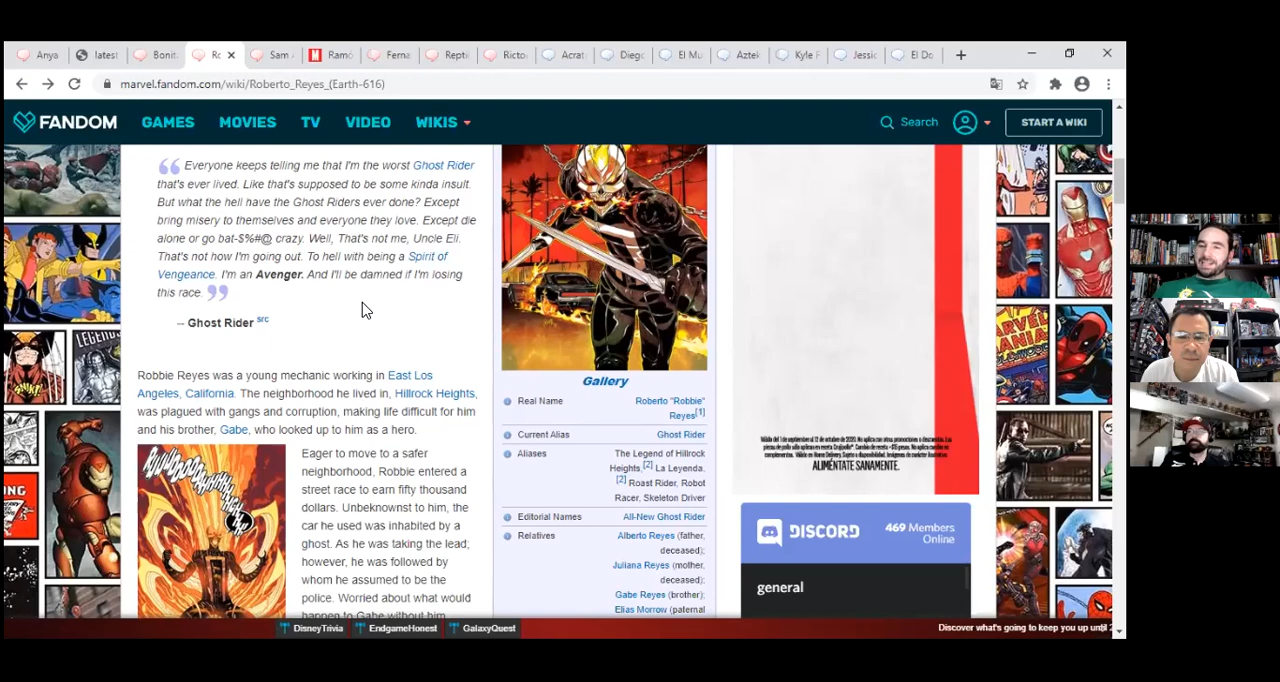 Anya
latest
Bonit
Ro
Sam
Ramó
Ferna
Repti
Ricto
Acrat
Diego
El Mu
Aztek
Kyle F
Jessic
El Do
marvel.fandom.com/wiki/Roberto_Reyes_(Earth-616)
FANDOM
GAMES
MOVIES
TV
VIDEO
WIKIS
Search
START A WIKI
Everyone keeps telling me that I'm the worst Ghost Rider
that's ever lived. Like that's supposed to be some kinda insult.
But what the hell have the Ghost Riders ever done? Except
bring misery to themselves and everyone they love. Except die
alone or go bat-$%#@ crazy. Well, That's not me, Uncle Eli.
That's not how I'm going out. To hell with being a Spirit of
Vengeance. I'm an Avenger. And I'll be damned if I'm losing
this race.
-- Ghost Rider src
Robbie Reyes was a young mechanic working in East Los
Angeles, California. The neighborhood he lived in, Hillrock Heights,
was plagued with gangs and corruption, making life difficult for him
and his brother, Gabe, who looked up to him as a hero.
Eager to move to a safer
neighborhood, Robbie entered a
street race to earn fifty thousand
dollars. Unbeknownst to him, the
car he used was inhabited by a
ghost. As he was taking the lead;
however, he was followed by
whom he assumed to be the
police. Worried about what would
happen to Gabe without him
Gallery
Real Name
Roberto "Robbie"
Reyes[1]
Current Alias
Ghost Rider
Aliases
The Legend of Hillrock
Heights,[2] La Leyenda,
[2] Roast Rider, Robot
Racer, Skeleton Driver
Editorial Names
All-New Ghost Rider
Relatives
Alberto Reyes (father,
deceased);
Juliana Reyes (mother,
deceased);
Gabe Reyes (brother);
Elias Morrow (paternal
ALIMÉNTATE SANAMENTE.
DISCORD
469 Members
Online
general
LEGENDS
MARVEL
MANIA
DisneyTrivia
EndgameHonest
GalaxyQuest
Discover what's going to keep you up until 2